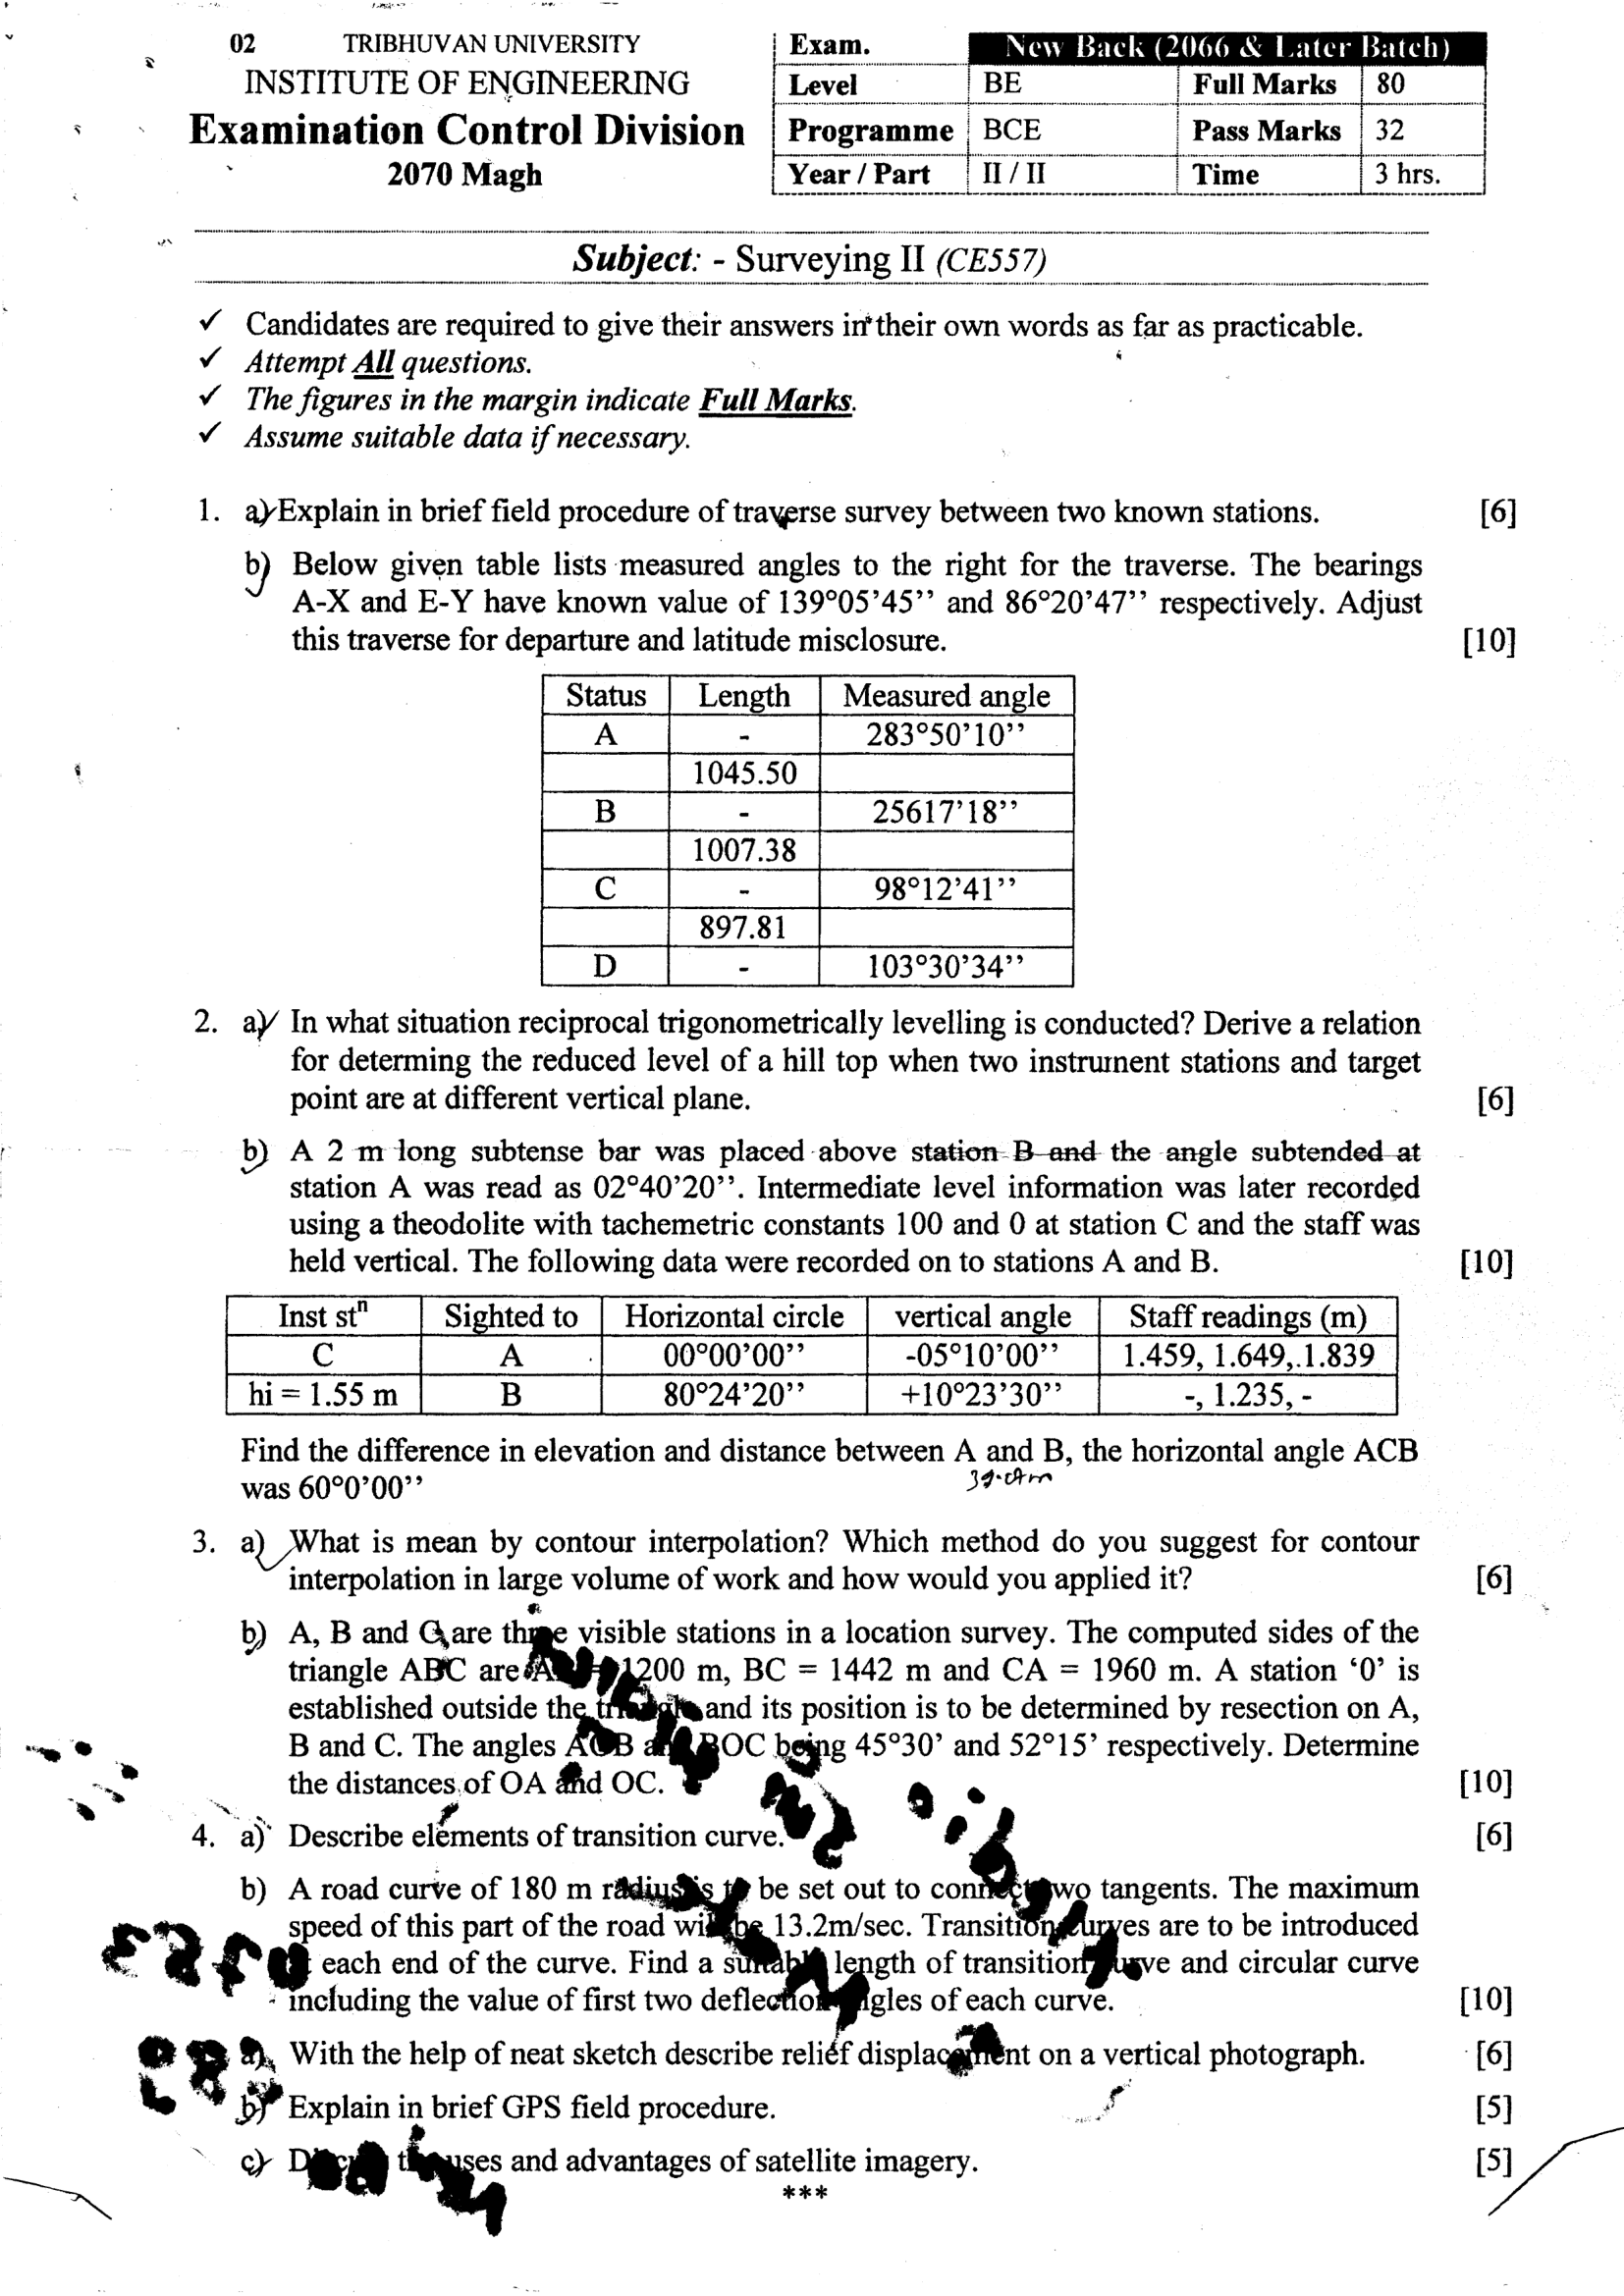 02 TRIBHUVAN UNIVERSITY
INSTITUTE OF ENGINEERING
Examination Control Division
2070 Magh
Exam. New Back (2066 & Later Batch)
Level BE Full Marks 80
Programme BCE Pass Marks 32
Year / Part II / II Time 3 hrs.
Subject: - Surveying II (CE557)
✓ Candidates are required to give their answers in their own words as far as practicable.
✓ Attempt All questions.
✓ The figures in the margin indicate Full Marks.
✓ Assume suitable data if necessary.
1. a) Explain in brief field procedure of traverse survey between two known stations. [6]
b) Below given table lists measured angles to the right for the traverse. The bearings
A-X and E-Y have known value of 139°05'45'' and 86°20'47'' respectively. Adjust
this traverse for departure and latitude misclosure. [10]
Status Length Measured angle
A - 283°50'10''
1045.50
B - 25617'18''
1007.38
C - 98°12'41''
897.81
D - 103°30'34''
2. a) In what situation reciprocal trigonometrically levelling is conducted? Derive a relation
for determing the reduced level of a hill top when two instrument stations and target
point are at different vertical plane. [6]
b) A 2 m long subtense bar was placed above station B and the angle subtended at
station A was read as 02°40'20''. Intermediate level information was later recorded
using a theodolite with tachemetric constants 100 and 0 at station C and the staff was
held vertical. The following data were recorded on to stations A and B. [10]
Inst stn Sighted to Horizontal circle vertical angle Staff readings (m)
C A 00°00'00'' -05°10'00'' 1.459, 1.649, 1.839
hi = 1.55 m B 80°24'20'' +10°23'30'' -, 1.235, -
Find the difference in elevation and distance between A and B, the horizontal angle ACB
was 60°0'00''
3. a) What is mean by contour interpolation? Which method do you suggest for contour
interpolation in large volume of work and how would you applied it? [6]
b) A, B and C are three visible stations in a location survey. The computed sides of the
triangle ABC are 1200 m, BC = 1442 m and CA = 1960 m. A station '0' is
established outside the triangle and its position is to be determined by resection on A,
B and C. The angles AOB and BOC being 45°30' and 52°15' respectively. Determine
the distances of OA and OC. [10]
4. a) Describe elements of transition curve. [6]
b) A road curve of 180 m radius is to be set out to connect two tangents. The maximum
speed of this part of the road will be 13.2m/sec. Transition curves are to be introduced
each end of the curve. Find a suitable length of transition curve and circular curve
including the value of first two deflection angles of each curve. [10]
a) With the help of neat sketch describe relief displacement on a vertical photograph. [6]
b) Explain in brief GPS field procedure. [5]
c) Discuss the uses and advantages of satellite imagery. [5]
***